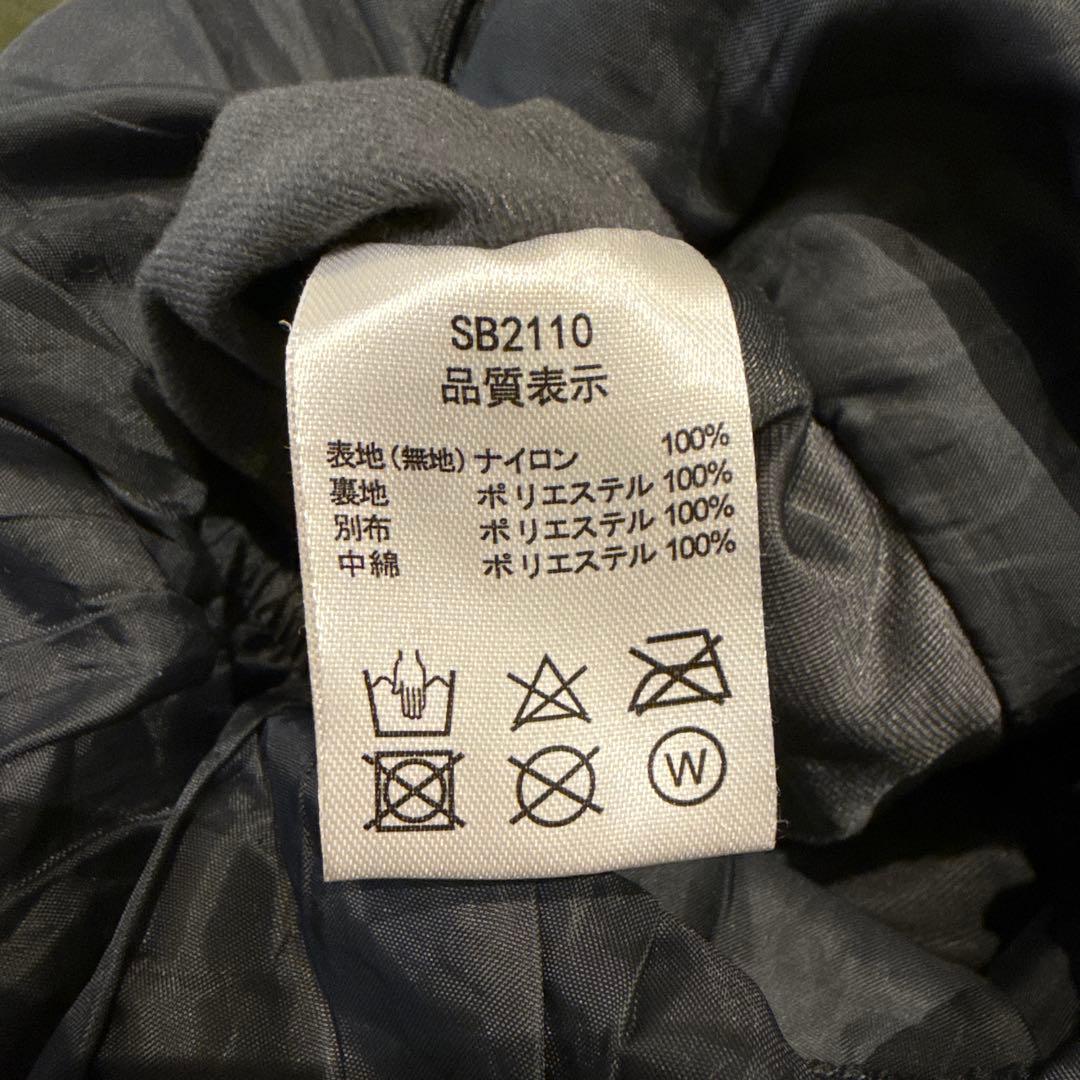 SB2110
品質表示
表地(無地) ナイロン 100%
裏地 ポリエステル 100%
別布 ポリエステル 100%
中綿 ポリエステル 100%
W